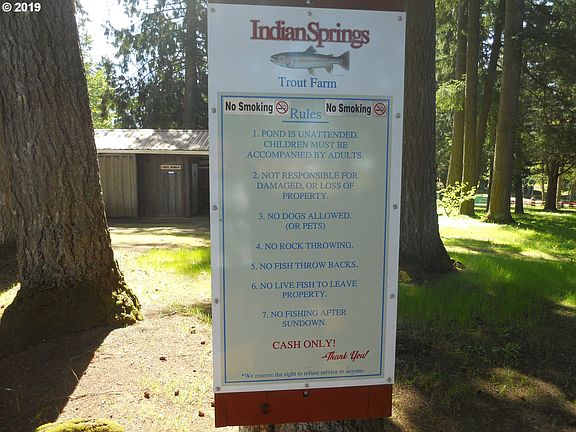 © 2019
Indian Springs
Trout Farm
No Smoking No Smoking
Rules
1. POND IS UNATTENDED.
CHILDREN MUST BE
ACCOMPANIED BY ADULTS.
2. NOT RESPONSIBLE FOR
DAMAGED, OR LOSS OF
PROPERTY.
3. NO DOGS ALLOWED.
(OR PETS)
4. NO ROCK THROWING.
5. NO FISH THROW BACKS.
6. NO LIVE FISH TO LEAVE
PROPERTY.
7. NO FISHING AFTER
SUNDOWN.
CASH ONLY!
Thank You!
*We reserve the right to refuse service to anyone.